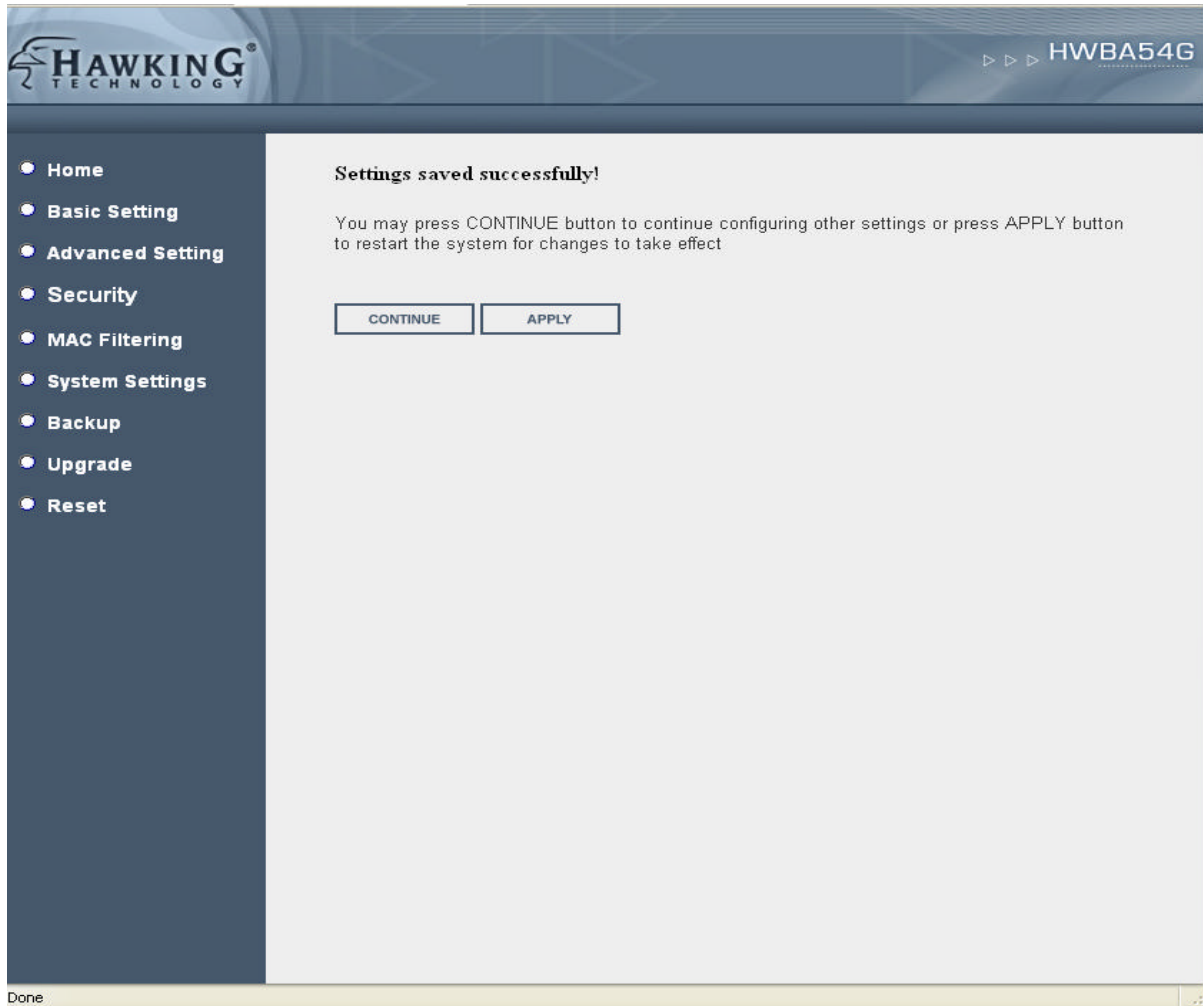 HAWKING®
TECHNOLOGY
HWBA54G
Home
Basic Setting
Advanced Setting
Security
MAC Filtering
System Settings
Backup
Upgrade
Reset
Settings saved successfully!
You may press CONTINUE button to continue configuring other settings or press APPLY button
to restart the system for changes to take effect
CONTINUE APPLY
Done